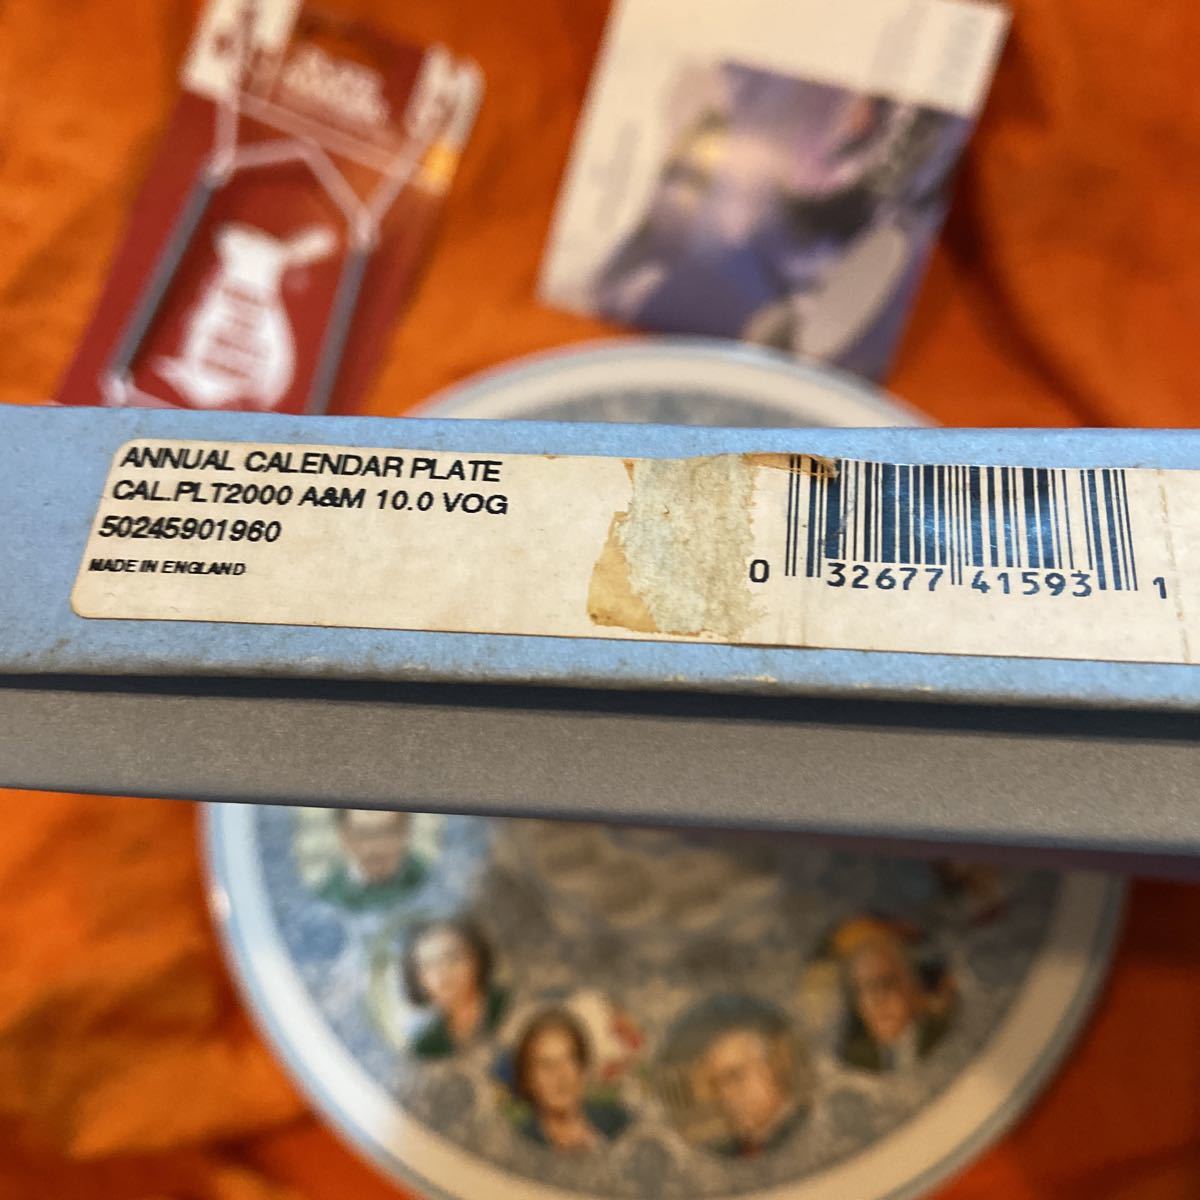 ANNUAL CALENDAR PLATE
CAL.PLT2000 A&M 10.0 VOG
50245901960
MADE IN ENGLAND
0 32677 41593 1